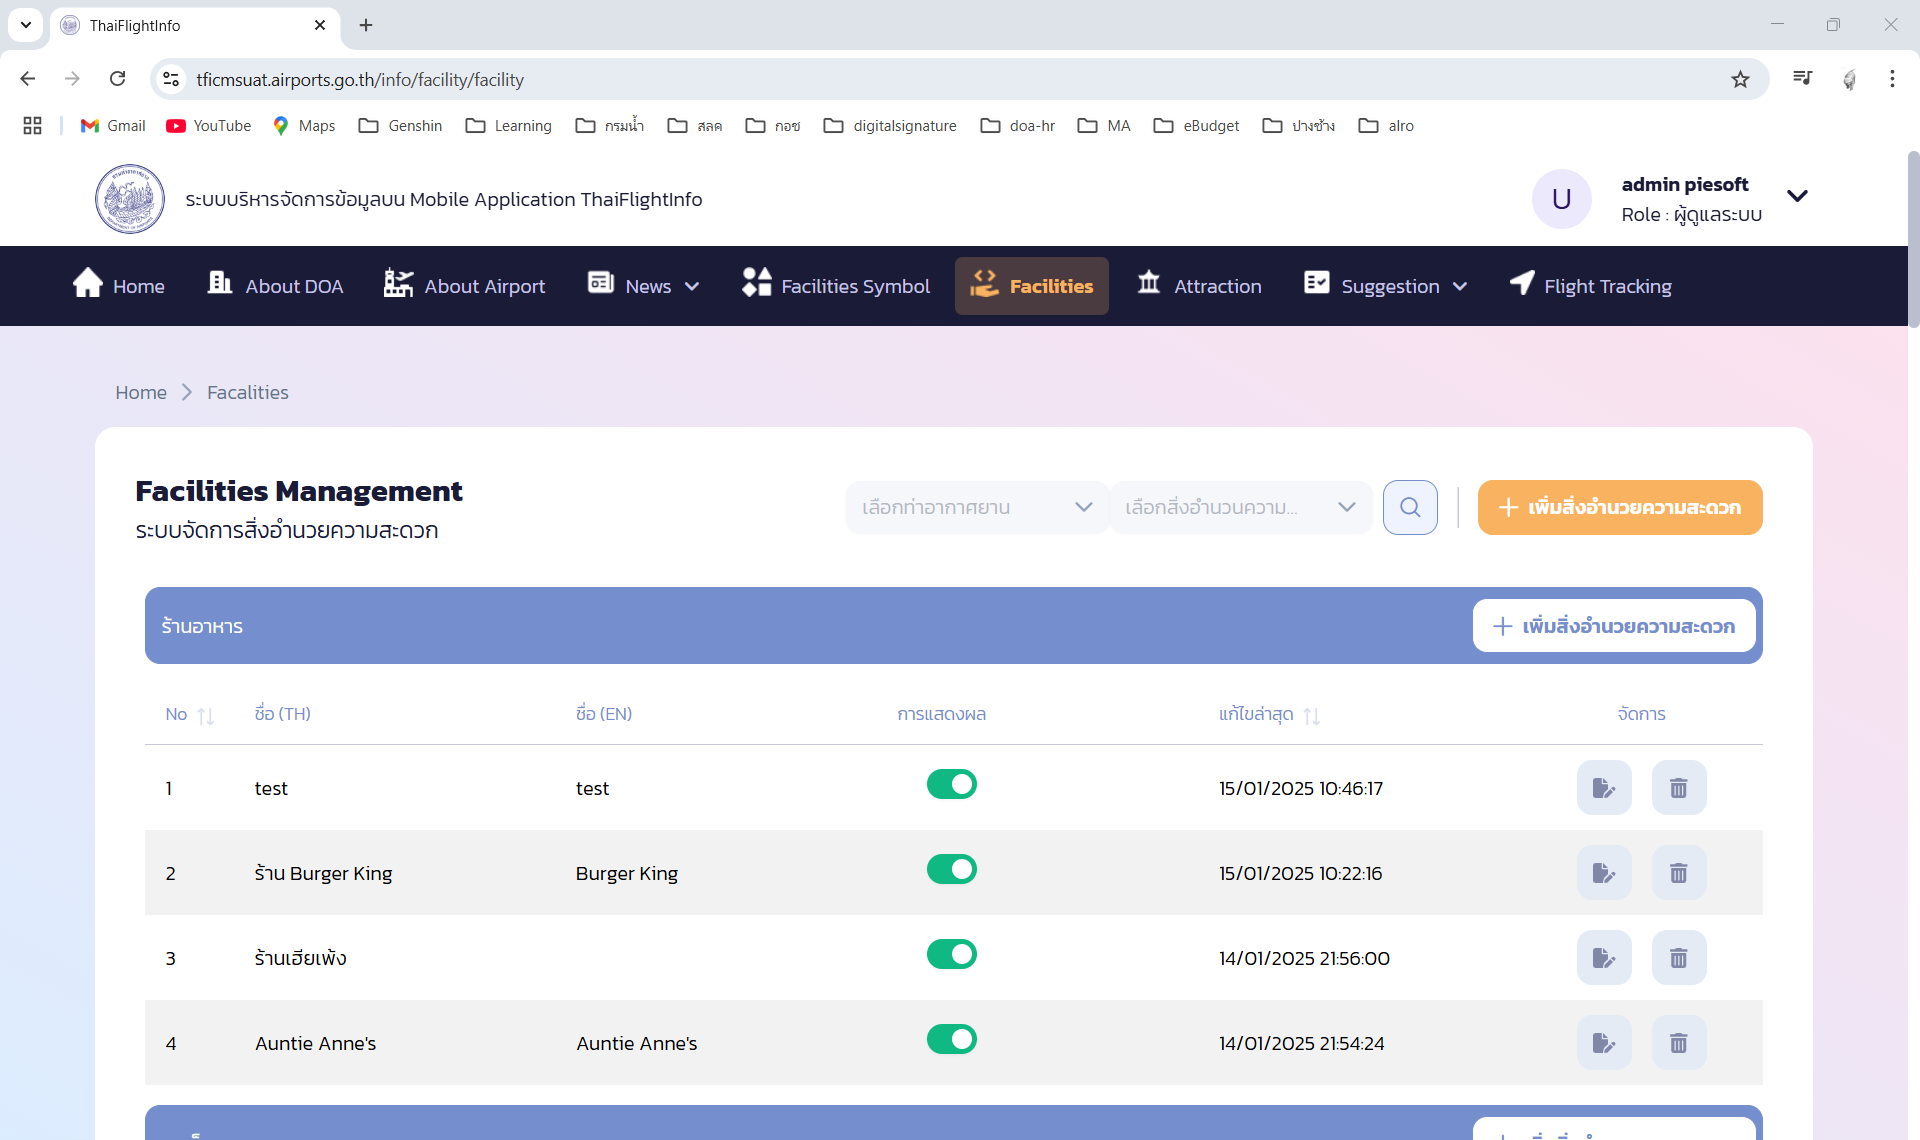 ThaiFlightInfo
tficmsuat.airports.go.th/info/facility/facility
Gmail YouTube Maps Genshin Learning กรมน้ำ สลค กอช digitalsignature doa-hr MA eBudget ปางช้าง alro
ระบบบริหารจัดการข้อมูลบน Mobile Application ThaiFlightInfo
U
admin piesoft
Role : ผู้ดูแลระบบ
Home About DOA About Airport News Facilities Symbol Facilities Attraction Suggestion Flight Tracking
Home Facalities
Facilities Management
ระบบจัดการสิ่งอำนวยความสะดวก
เลือกท่าอากาศยาน เลือกสิ่งอำนวนความ... เพิ่มสิ่งอำนวยความสะดวก
ร้านอาหาร เพิ่มสิ่งอำนวยความสะดวก
No ชื่อ (TH) ชื่อ (EN) การแสดงผล แก้ไขล่าสุด จัดการ
1 test test 15/01/2025 10:46:17
2 ร้าน Burger King Burger King 15/01/2025 10:22:16
3 ร้านเฮียเพ้ง 14/01/2025 21:56:00
4 Auntie Anne's Auntie Anne's 14/01/2025 21:54:24